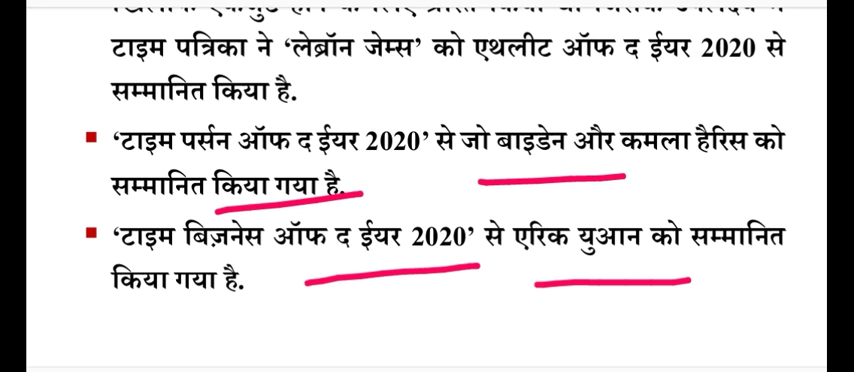 टाइम पत्रिका ने ‘लेब्रॉन जेम्स’ को एथलीट ऑफ द ईयर 2020 से
सम्मानित किया है.
▪ ‘टाइम पर्सन ऑफ द ईयर 2020’ से जो बाइडेन और कमला हैरिस को
सम्मानित किया गया है.
▪ ‘टाइम बिज़नेस ऑफ द ईयर 2020’ से एरिक युआन को सम्मानित
किया गया है.